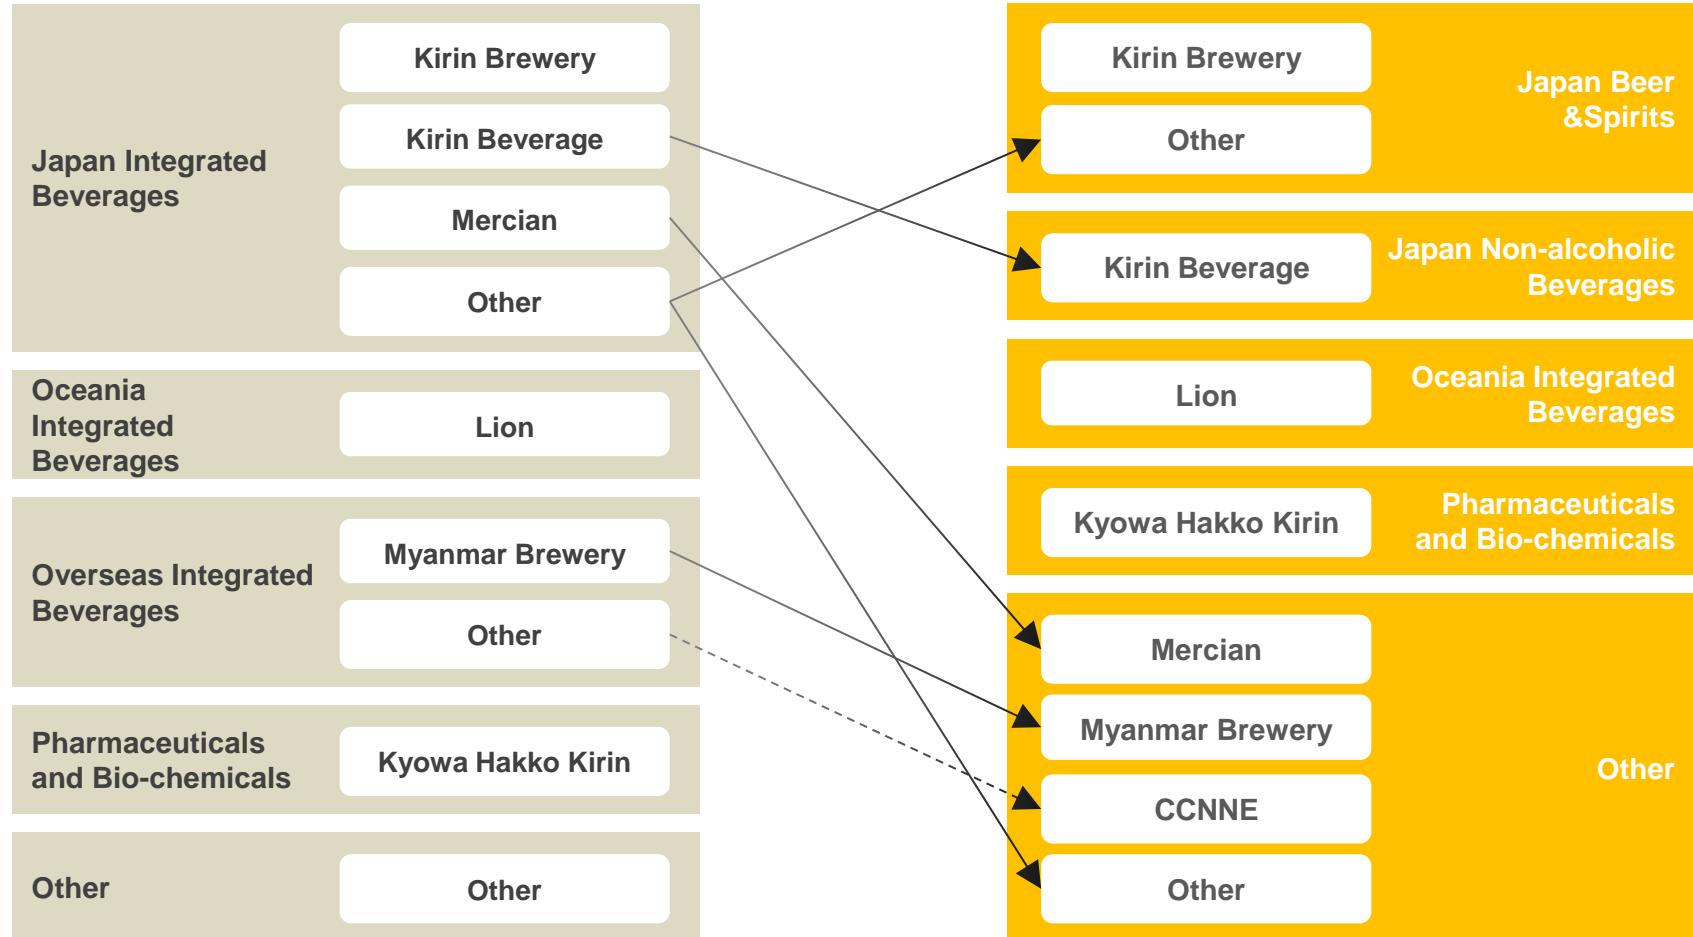 Japan Integrated
Beverages
Kirin Brewery
Kirin Beverage
Mercian
Other
Oceania
Integrated
Beverages
Lion
Overseas Integrated
Beverages
Myanmar Brewery
Other
Pharmaceuticals
and Bio-chemicals
Kyowa Hakko Kirin
Other
Other
Kirin Brewery
Other
Japan Beer
&Spirits
Kirin Beverage
Japan Non-alcoholic
Beverages
Lion
Oceania Integrated
Beverages
Kyowa Hakko Kirin
Pharmaceuticals
and Bio-chemicals
Mercian
Myanmar Brewery
CCNNE
Other
Other